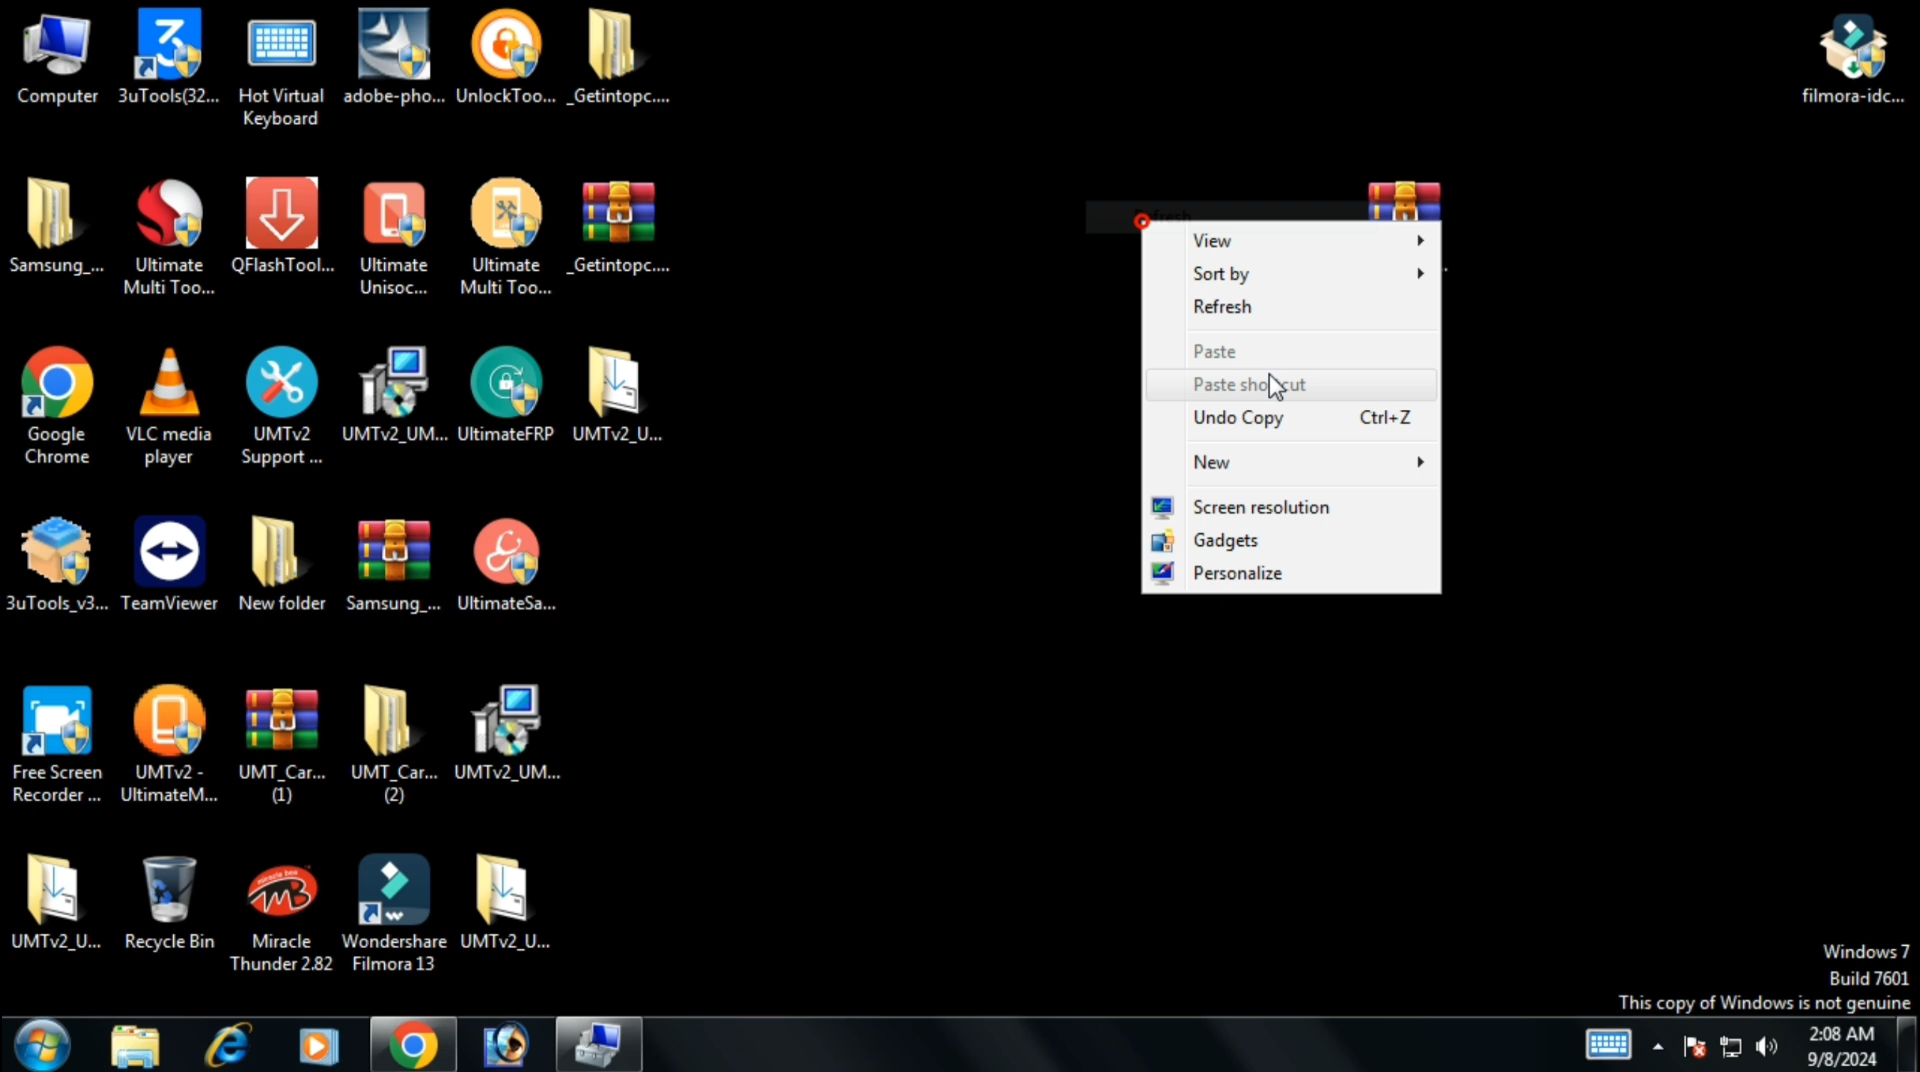 Computer
3uTools(32...
Hot Virtual
Keyboard
adobe-pho...
UnlockToo...
_Getintopc....
filmora-idc...
Samsung_...
Ultimate
Multi Too...
QFlashTool...
Ultimate
Unisoc...
Ultimate
Multi Too...
_Getintopc....
Refresh
View
Sort by
Refresh
Paste
Paste shortcut
Undo Copy Ctrl+Z
New
Screen resolution
Gadgets
Personalize
Google
Chrome
VLC media
player
UMTv2
Support ...
UMTv2_UM...
UltimateFRP
UMTv2_U...
3uTools_v3...
TeamViewer
New folder
Samsung_...
UltimateSa...
Free Screen
Recorder ...
UMTv2 -
UltimateM...
UMT_Car...
(1)
UMT_Car...
(2)
UMTv2_UM...
UMTv2_U...
Recycle Bin
miracle box
Miracle
Thunder 2.82
Wondershare
Filmora 13
UMTv2_U...
Windows 7
Build 7601
This copy of Windows is not genuine
2:08 AM
9/8/2024